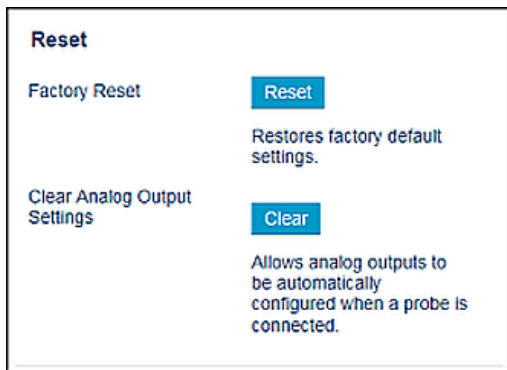 Reset
Factory Reset
Reset
Restores factory default
settings.
Clear Analog Output
Settings
Clear
Allows analog outputs to
be automatically
configured when a probe is
connected.